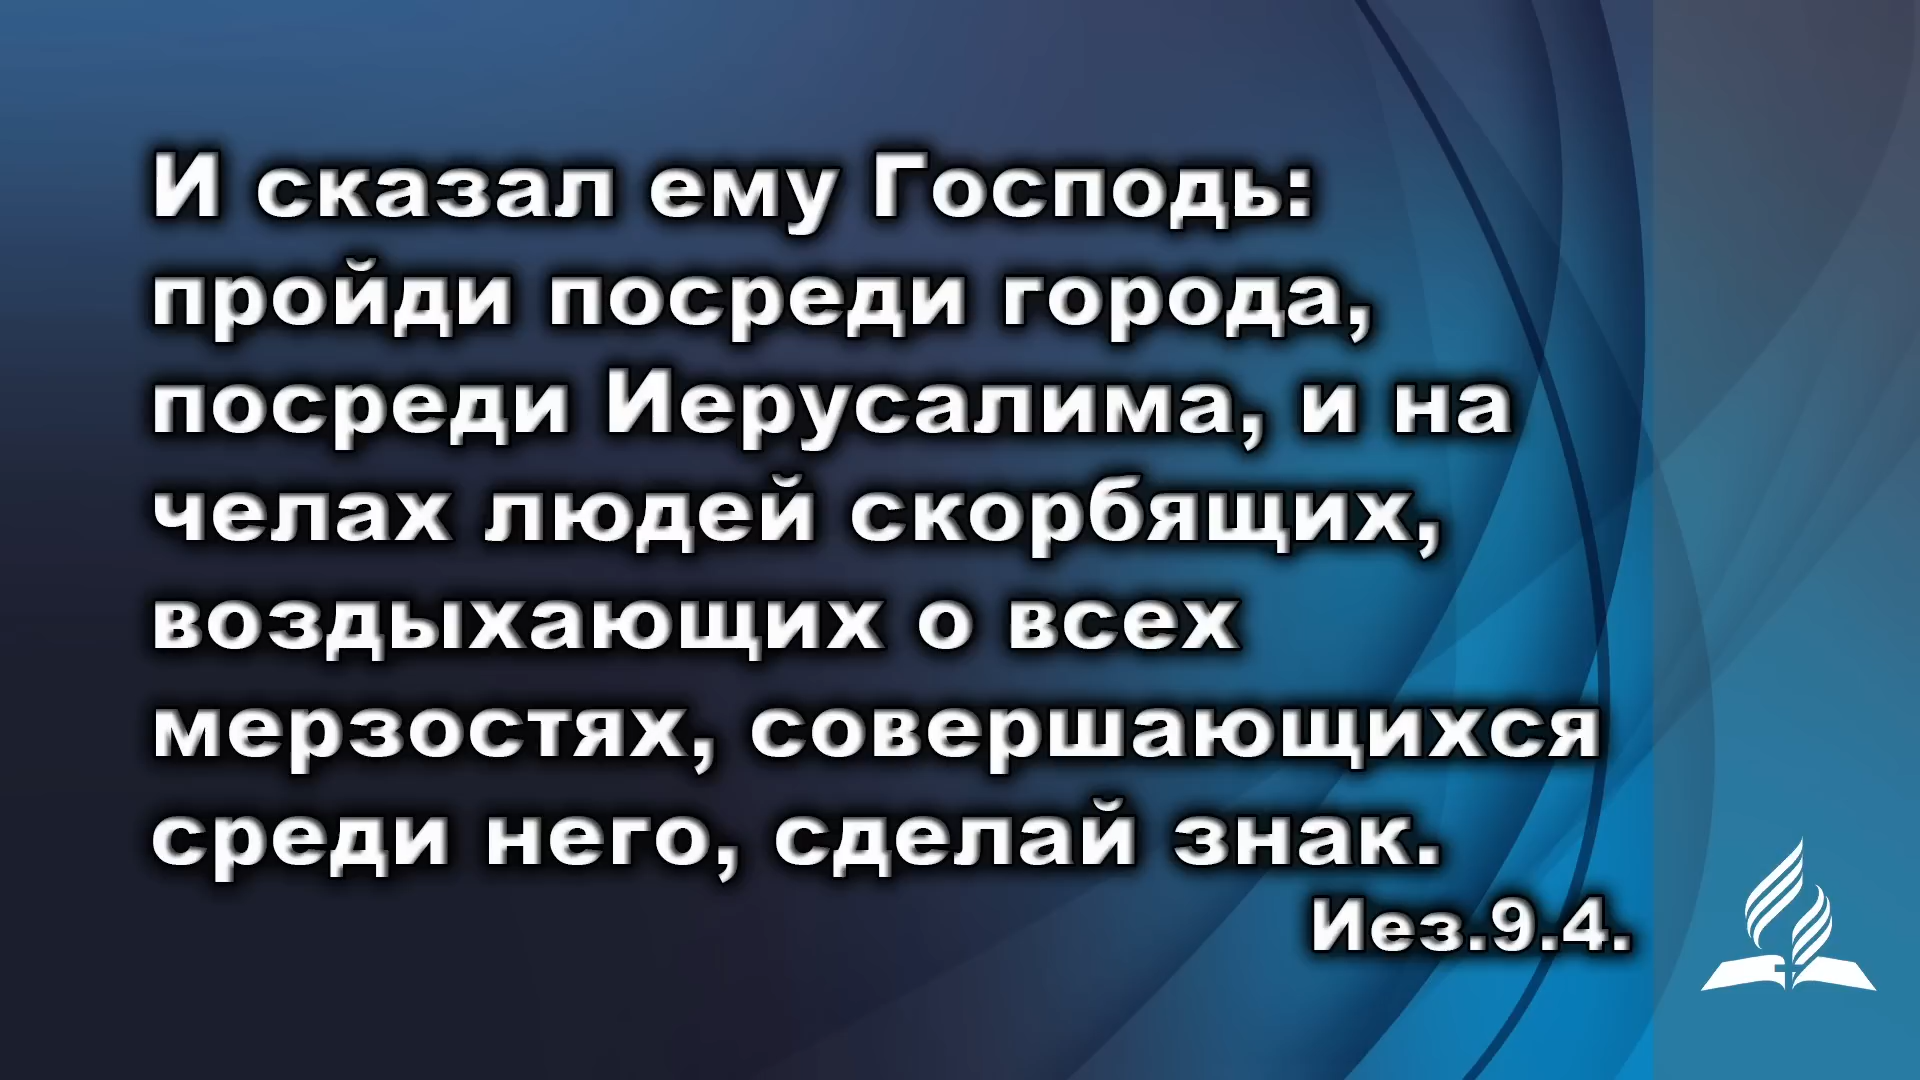 И сказал ему Господь:
пройди посреди города,
посреди Иерусалима, и на
челах людей скорбящих,
воздыхающих о всех
мерзостях, совершающихся
среди него, сделай знак.
Иез.9.4.